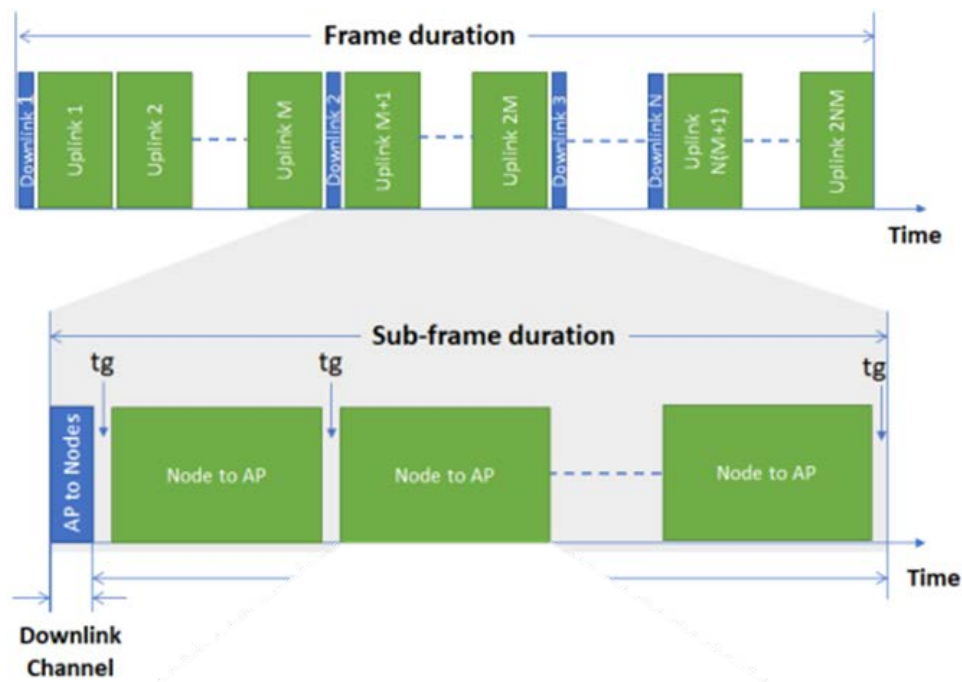 Frame duration
Downlink 1
Uplink 1
Uplink 2
Uplink M
Downlink 2
Uplink M+1
Uplink 2M
Downlink 3
Downlink N
Uplink
N(M+1)
Uplink 2NM
Time
Sub-frame duration
tg
tg
tg
AP to Nodes
Node to AP
Node to AP
Node to AP
Time
Downlink
Channel